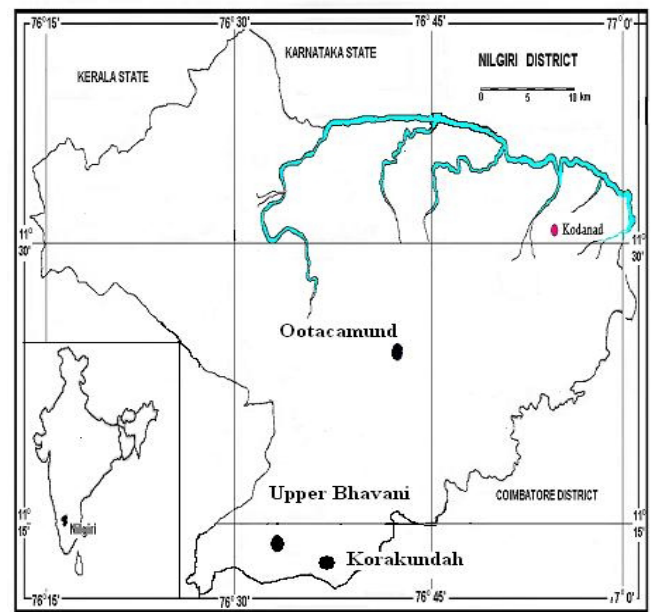 76° 15' 76° 30' 76° 45' 77° 0'
KARNATAKA STATE
KERALA STATE
NILGIRI DISTRICT
0 5 10 km
Kodanad
11° 30' 11° 30'
Ootacamund
Upper Bhavani
COIMBATORE DISTRICT
11° 15' 11° 15'
Nilgiri
Korakundah
76° 15' 76° 30' 76° 45' 77° 0'